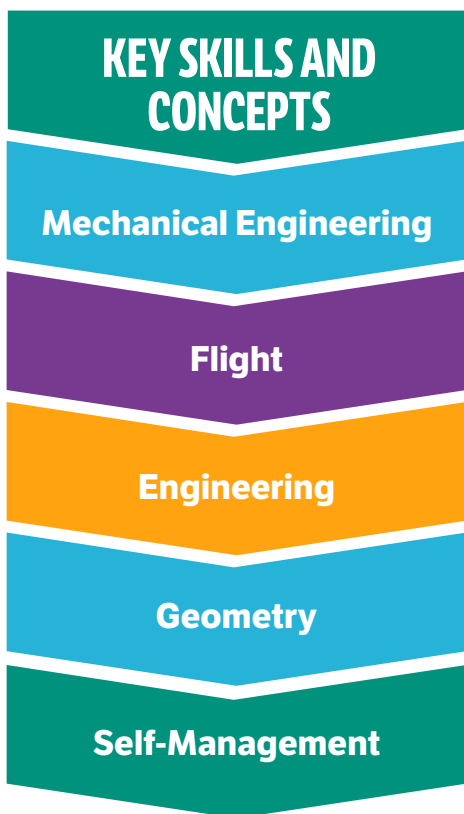 KEY SKILLS AND
CONCEPTS
Mechanical Engineering
Flight
Engineering
Geometry
Self-Management